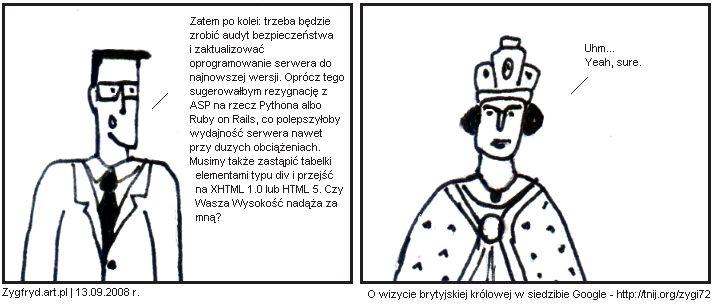 Zatem po kolei: trzeba będzie
zrobić audyt bezpieczeństwa
i zaktualizować
oprogramowanie serwera do
najnowszej wersji. Oprócz tego
sugerowałbym rezygnację z
ASP na rzecz Pythona albo
Ruby on Rails, co polepszyłoby
wydajność serwera nawet
przy duzych obciążeniach.
Musimy także zastąpić tabelki
elementami typu div i przejść
na XHTML 1.0 lub HTML 5. Czy
Wasza Wysokość nadąża za
mną?
Uhm...
Yeah, sure.
Zygfryd.art.pl | 13.09.2008 r.
O wizycie brytyjskiej królowej w siedzibie Google - http://tnij.org/zygi72